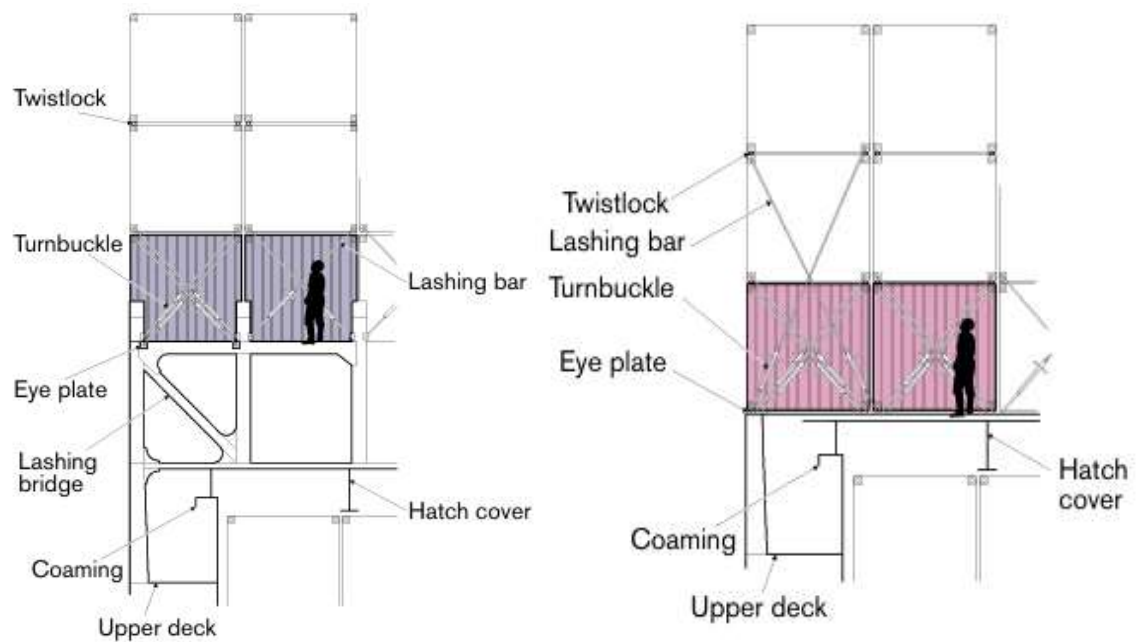 Twistlock
Turnbuckle
Lashing bar
Eye plate
Lashing
bridge
Hatch cover
Coaming
Upper deck
Twistlock
Lashing bar
Turnbuckle
Eye plate
Hatch
cover
Coaming
Upper deck